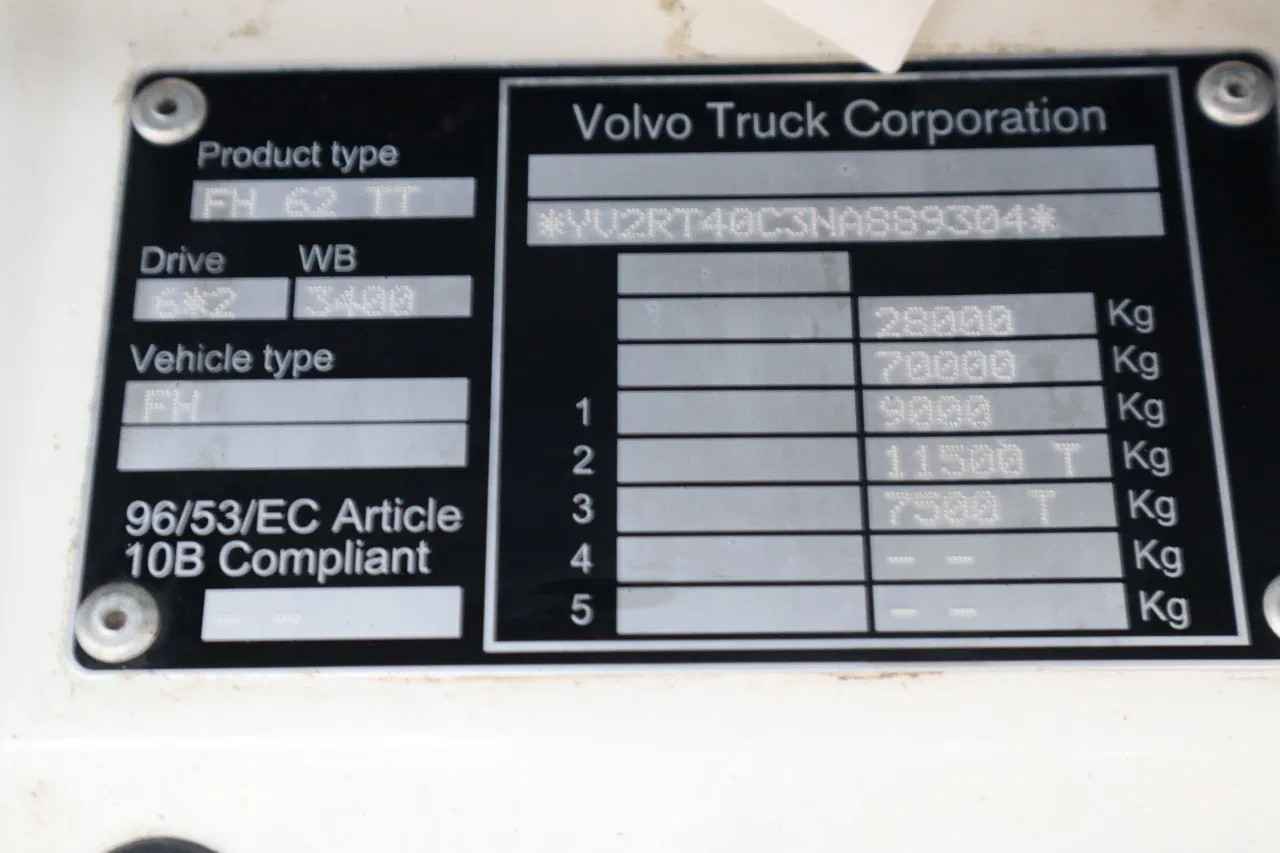 Product type
FH 62 TT
Drive WB
6*2 3400
Vehicle type
FH
96/53/EC Article
10B Compliant
- -
Volvo Truck Corporation
*YV2RT40C3NA889304*
28000 Kg
70000 Kg
1 9000 Kg
2 11500 T Kg
3 7500 T Kg
4 - - Kg
5 - - Kg